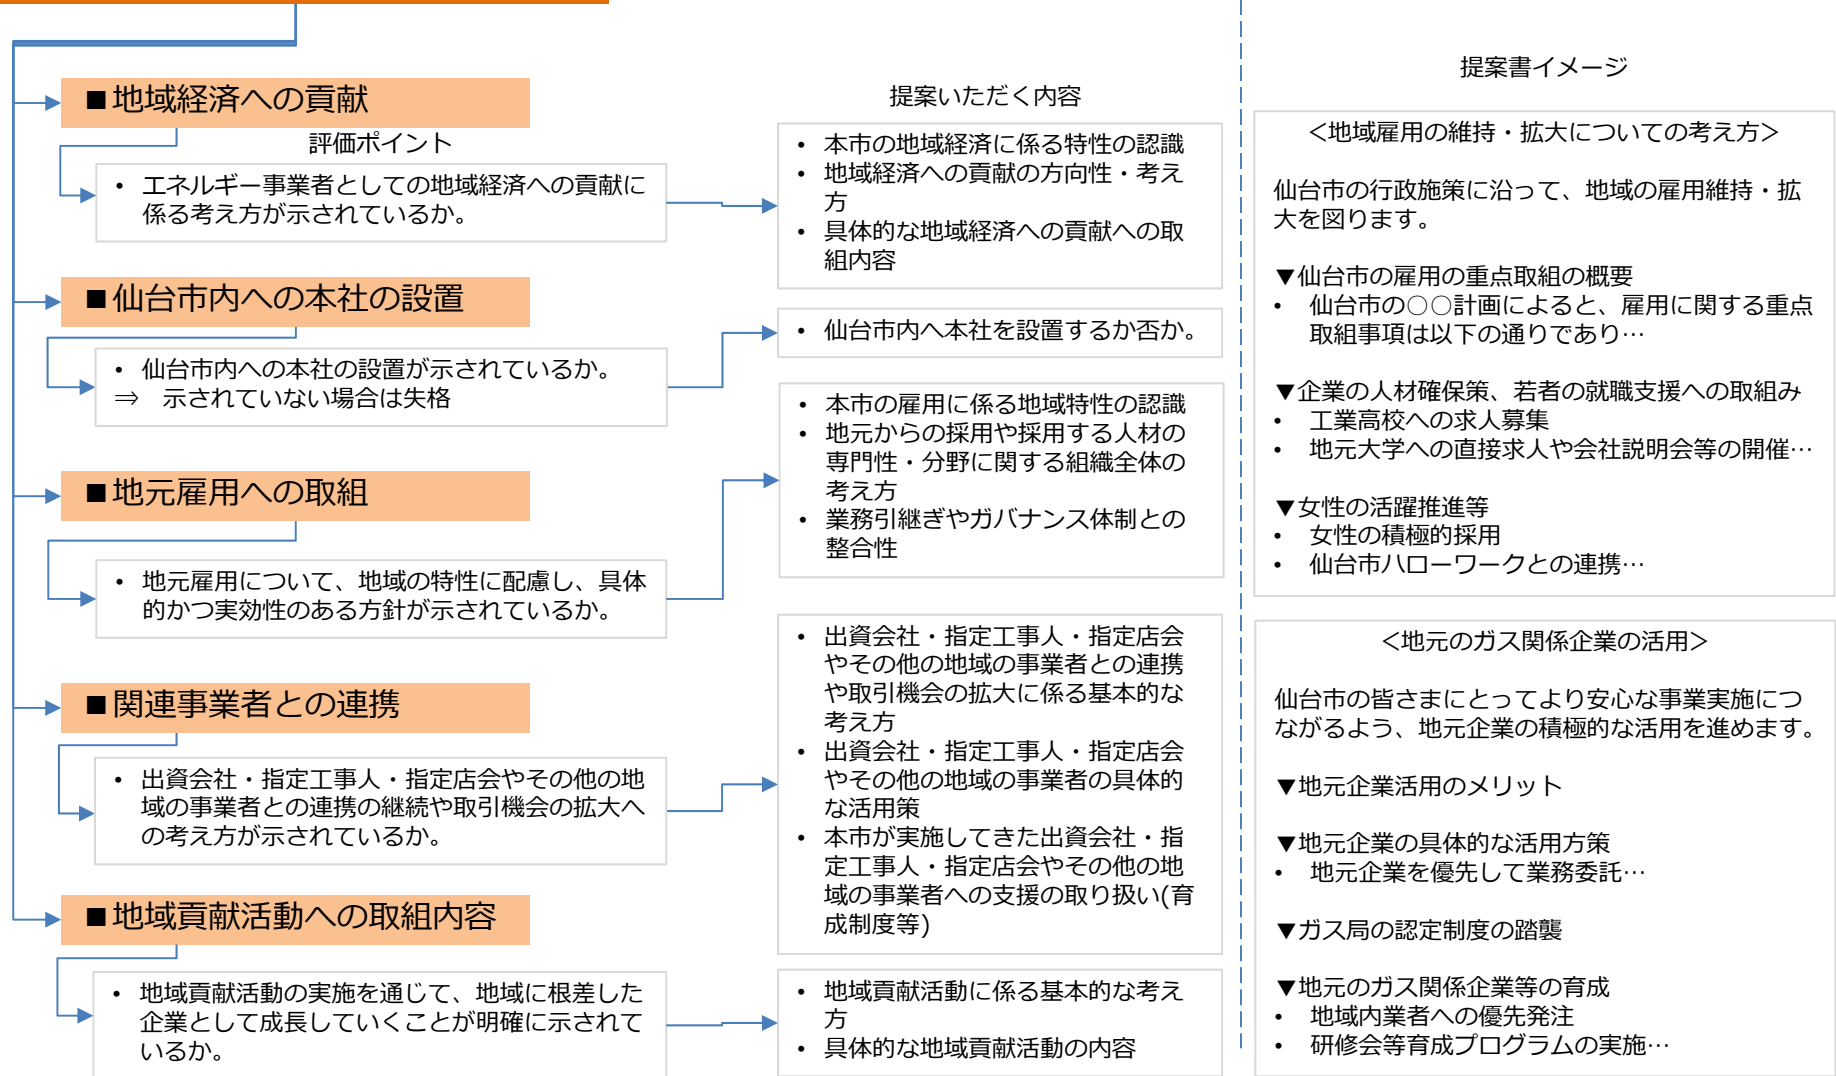 ■地域経済への貢献
評価ポイント
• エネルギー事業者としての地域経済への貢献に
係る考え方が示されているか。
■仙台市内への本社の設置
• 仙台市内への本社の設置が示されているか。
⇒ 示されていない場合は失格
■地元雇用への取組
• 地元雇用について、地域の特性に配慮し、具体
的かつ実効性のある方針が示されているか。
■関連事業者との連携
• 出資会社・指定工事人・指定店会やその他の地
域の事業者との連携の継続や取引機会の拡大へ
の考え方が示されているか。
■地域貢献活動への取組内容
• 地域貢献活動の実施を通じて、地域に根差した
企業として成長していくことが明確に示されて
いるか。
提案いただく内容
• 本市の地域経済に係る特性の認識
• 地域経済への貢献の方向性・考え
方
• 具体的な地域経済への貢献への取
組内容
• 仙台市内へ本社を設置するか否か。
• 本市の雇用に係る地域特性の認識
• 地元からの採用や採用する人材の
専門性・分野に関する組織全体の
考え方
• 業務引継ぎやガバナンス体制との
整合性
• 出資会社・指定工事人・指定店会
やその他の地域の事業者との連携
や取引機会の拡大に係る基本的な
考え方
• 出資会社・指定工事人・指定店会
やその他の地域の事業者の具体的
な活用策
• 本市が実施してきた出資会社・指
定工事人・指定店会やその他の地
域の事業者への支援の取り扱い(育
成制度等)
• 地域貢献活動に係る基本的な考え
方
• 具体的な地域貢献活動の内容
提案書イメージ
＜地域雇用の維持・拡大についての考え方＞
仙台市の行政施策に沿って、地域の雇用維持・拡
大を図ります。
▼仙台市の雇用の重点取組の概要
• 仙台市の○○計画によると、雇用に関する重点
取組事項は以下の通りであり…
▼企業の人材確保策、若者の就職支援への取組み
• 工業高校への求人募集
• 地元大学への直接求人や会社説明会等の開催…
▼女性の活躍推進等
• 女性の積極的採用
• 仙台市ハローワークとの連携…
＜地元のガス関係企業の活用＞
仙台市の皆さまにとってより安心な事業実施につ
ながるよう、地元企業の積極的な活用を進めます。
▼地元企業活用のメリット
▼地元企業の具体的な活用方策
• 地元企業を優先して業務委託…
▼ガス局の認定制度の踏襲
▼地元のガス関係企業等の育成
• 地域内業者への優先発注
• 研修会等育成プログラムの実施…